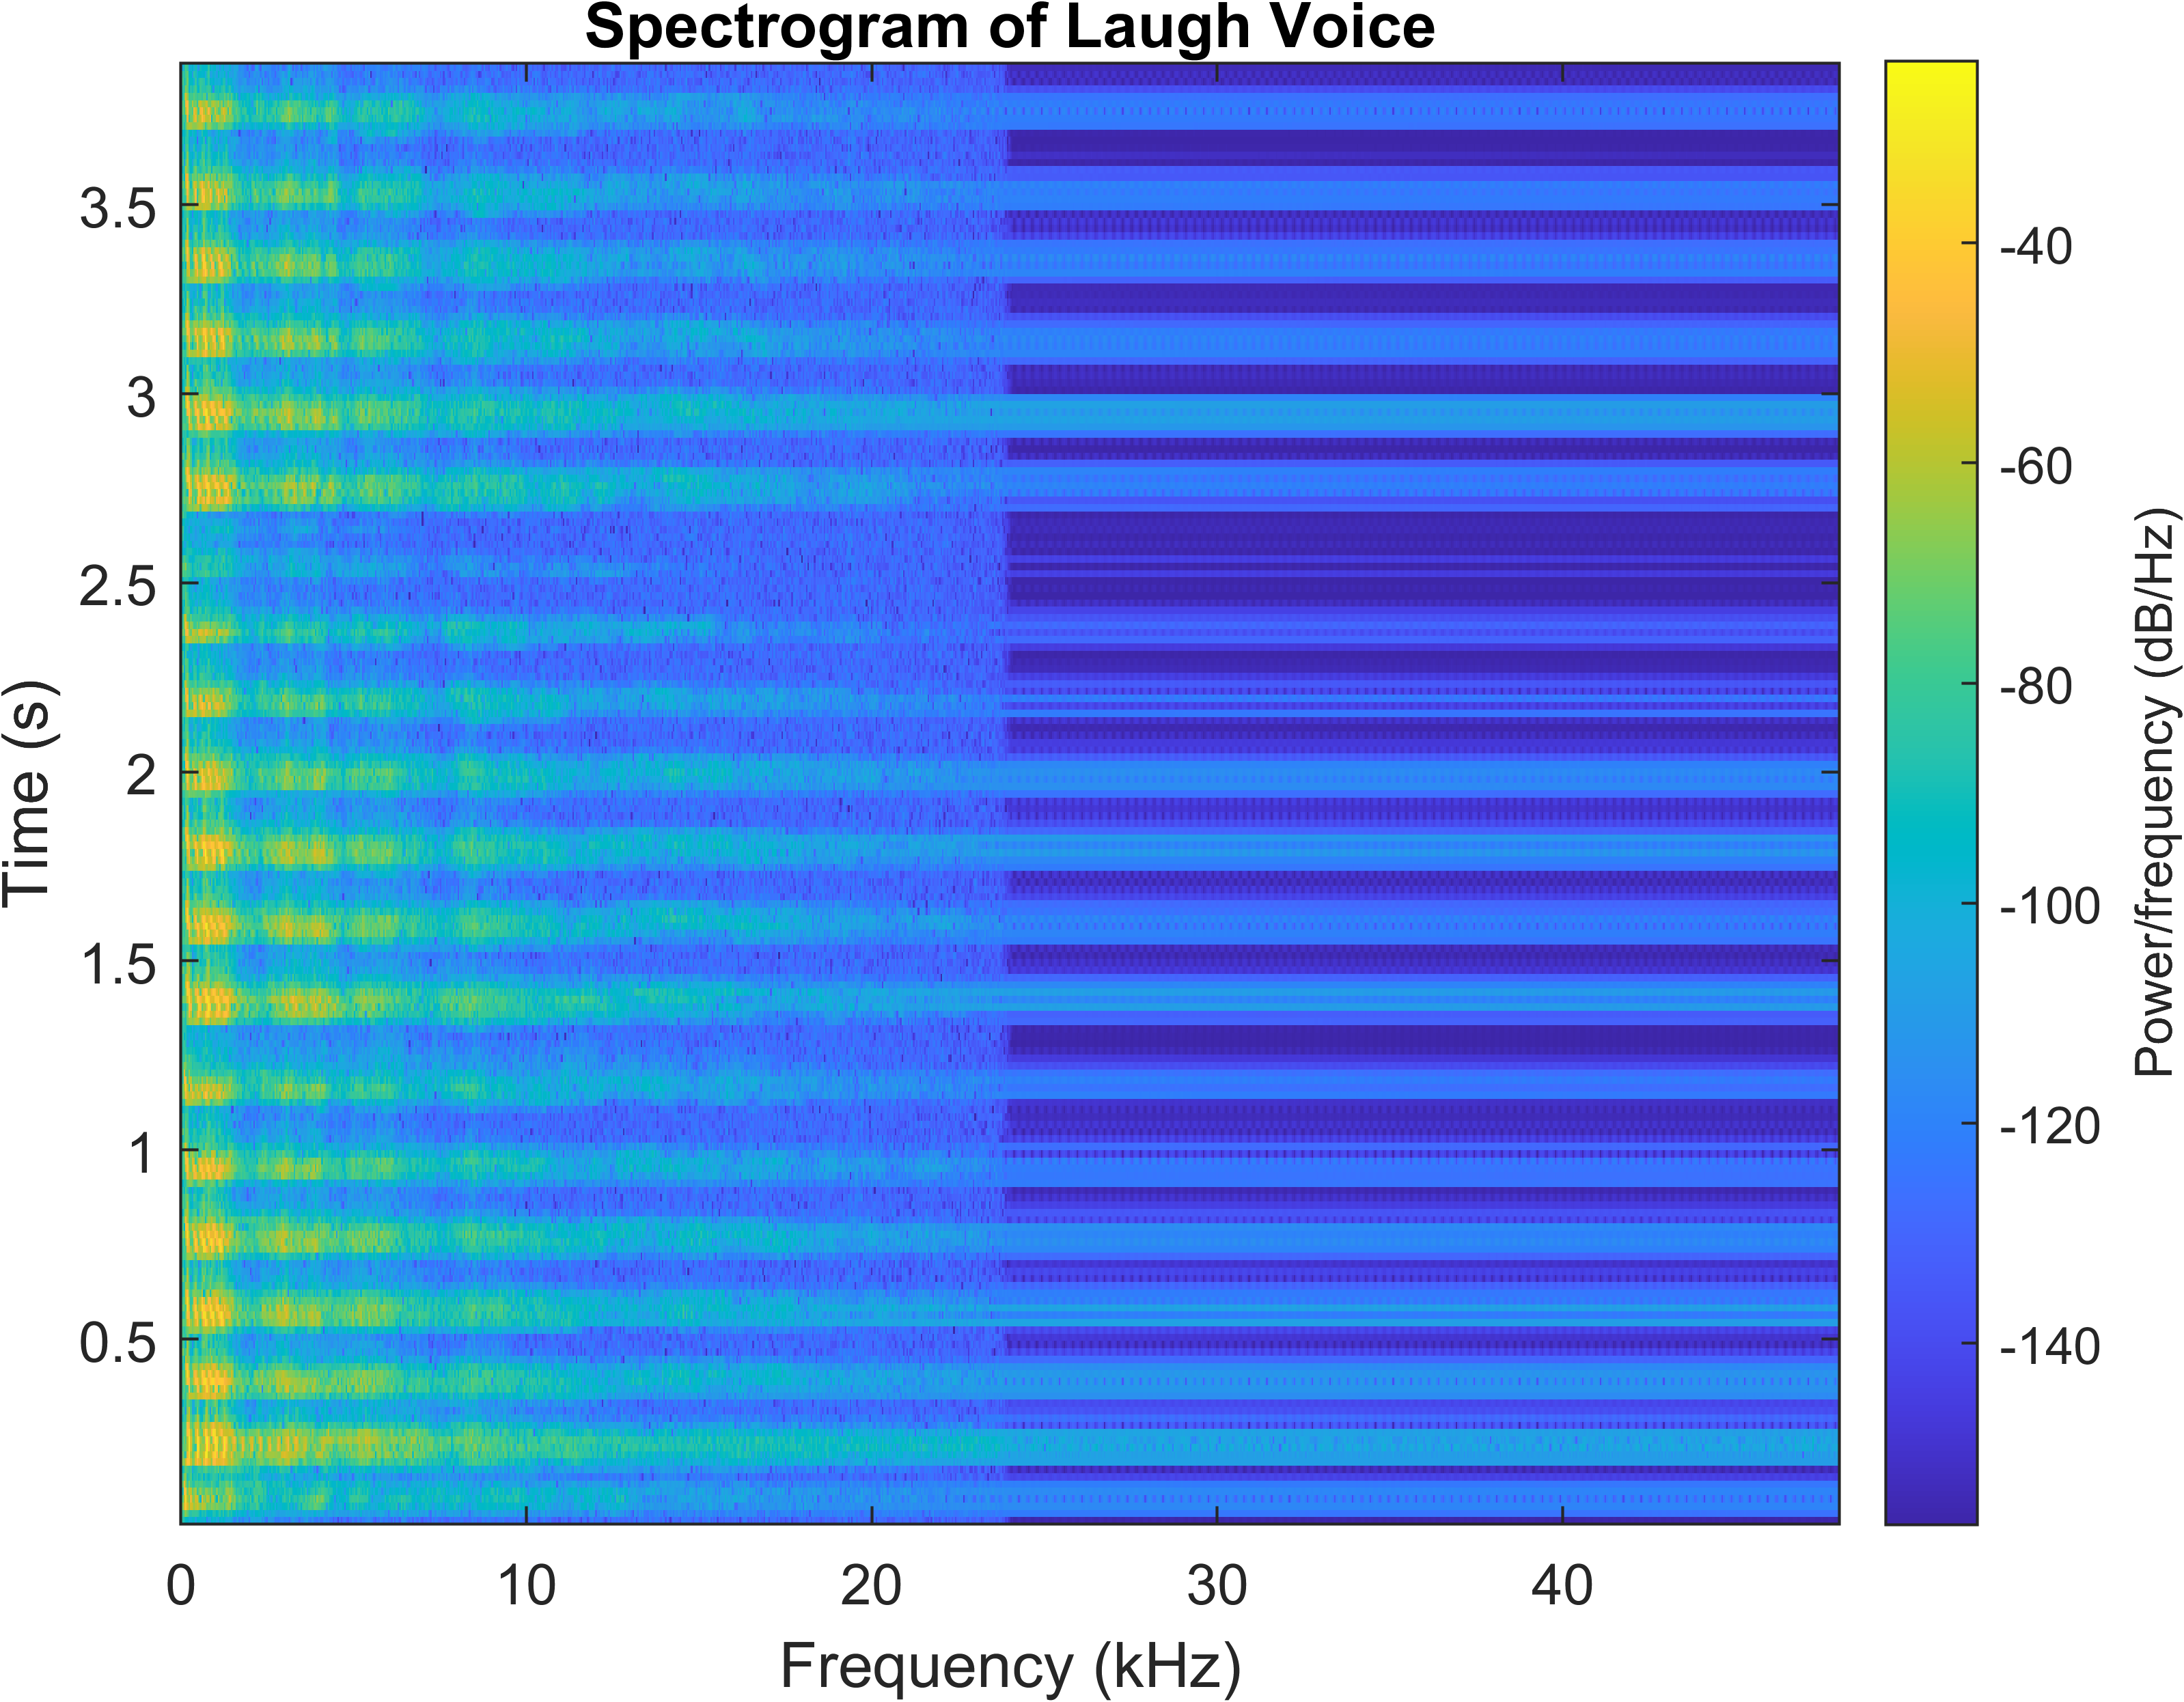 Spectrogram of Laugh Voice
3.5
3
2.5
2
1.5
1
0.5
Time (s)
0 10 20 30 40
Frequency (kHz)
-40
-60
-80
-100
-120
-140
Power/frequency (dB/Hz)